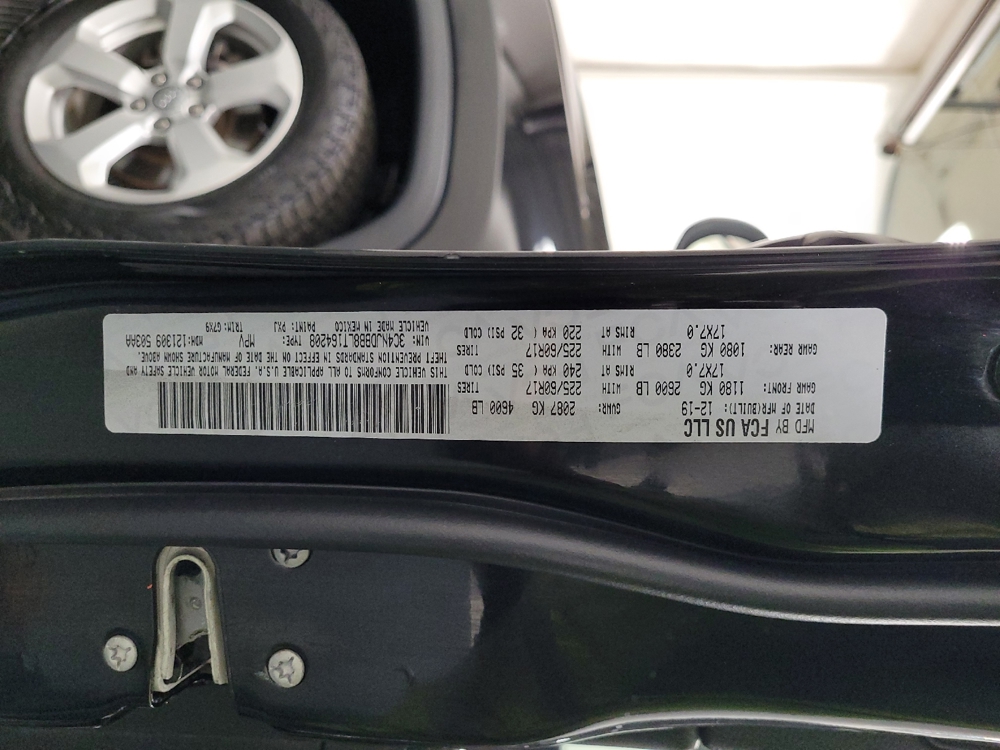 MFD BY FCA US LLC
DATE OF MFR(BUILT): 12-19 GVWR: 2087 KG 4600 LB
GAWR FRONT: WITH TIRES RIMS AT COLD
1180 KG 2600 LB 225/60R17 17X7.0 240 KPA( 35 PSI)
GAWR REAR: WITH TIRES RIMS AT COLD
1080 KG 2380 LB 225/60R17 17X7.0 220 KPA( 32 PSI)
THIS VEHICLE CONFORMS TO ALL APPLICABLE U.S.A. FEDERAL MOTOR VEHICLE SAFETY AND
THEFT PREVENTION STANDARDS IN EFFECT ON THE DATE OF MANUFACTURE SHOWN ABOVE.
VIN: 3C4NJDBB8LT164208 TYPE: MPV MDH:121309 503AA
VEHICLE MADE IN MEXICO PAINT: PXJ TRIM: G7X9